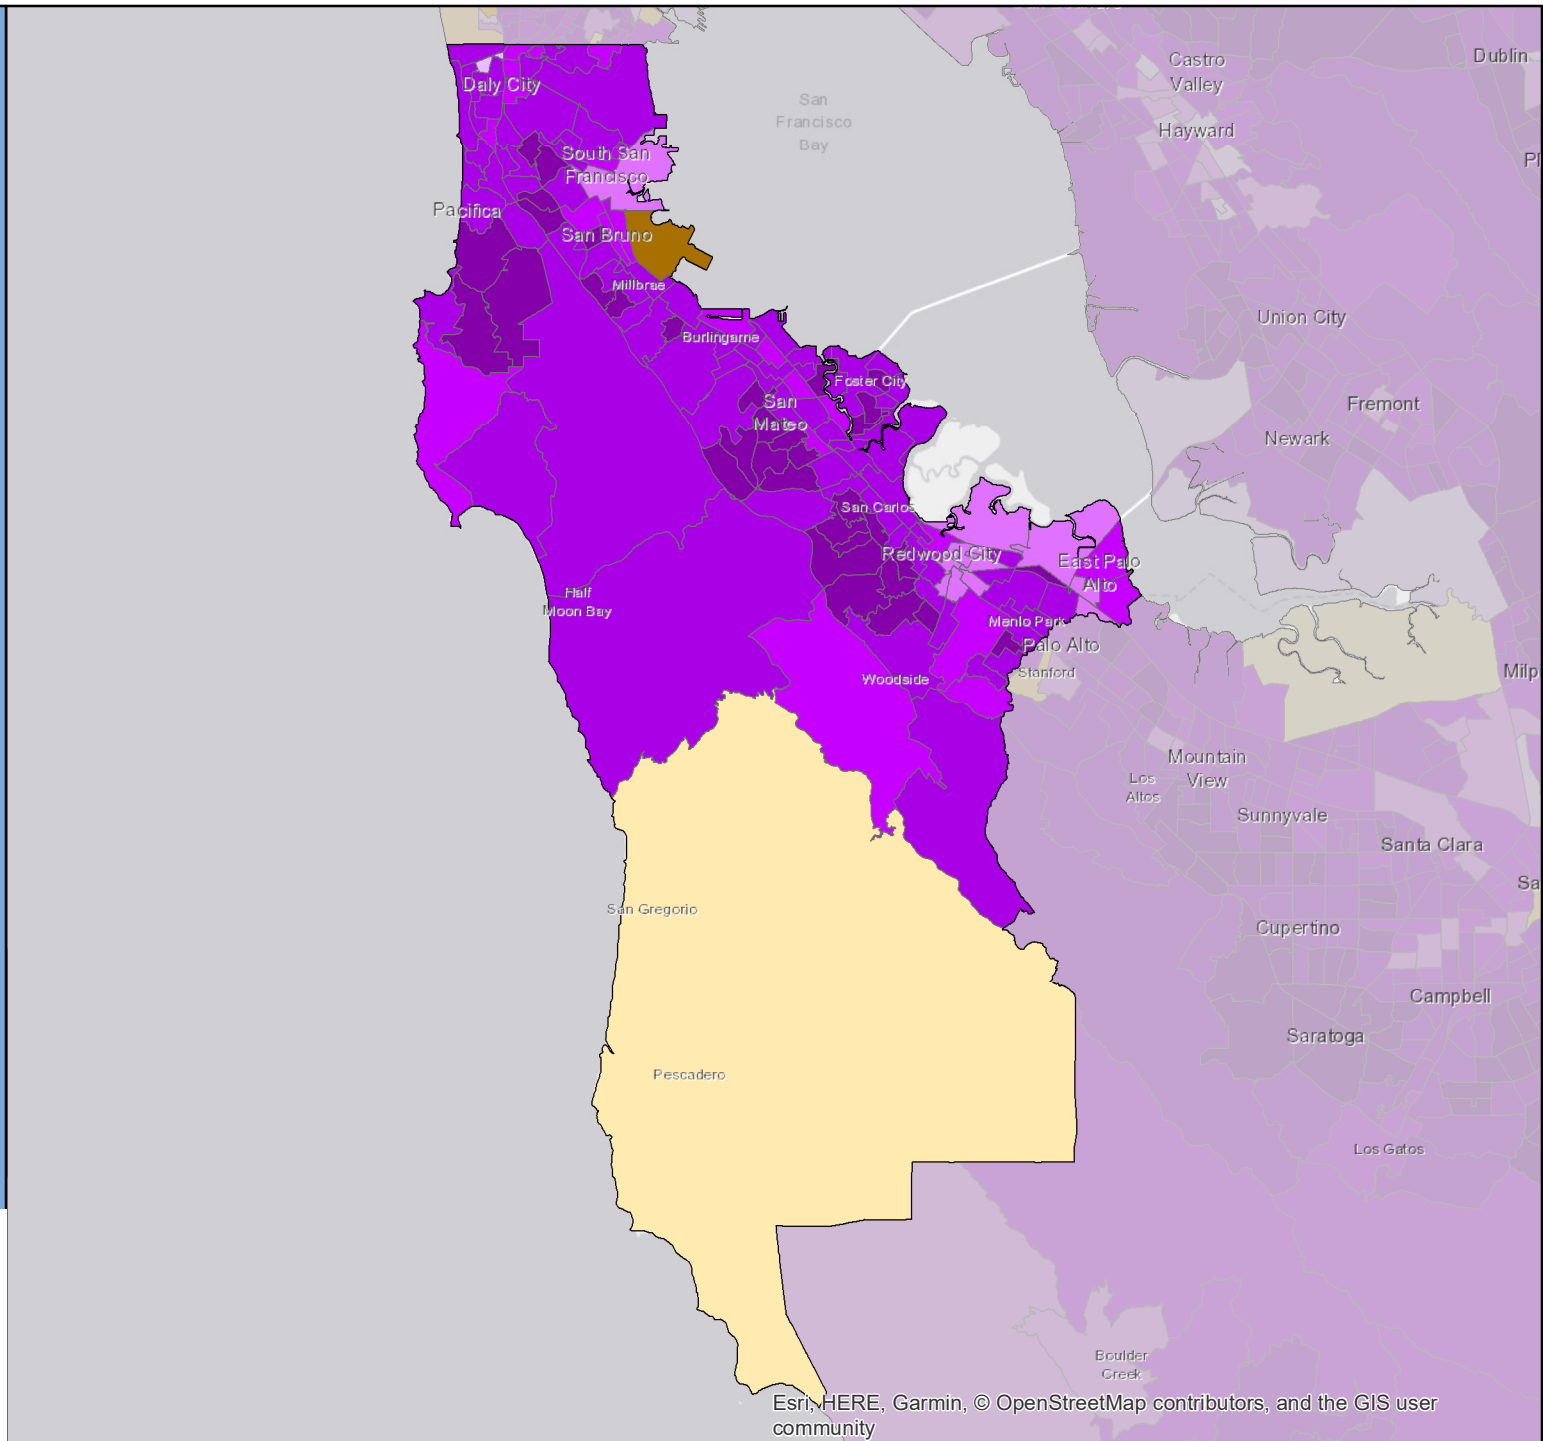 Castro
Valley
Dublin
Daly City
San
Francisco
Bay
Hayward
South San
Francisco
Pl
Pacifica
San Bruno
Millbrae
Union City
Burlingame
Foster City
San
Mateo
Fremont
Newark
San Carlos
Redwood City
East Palo
Alto
Half
Moon Bay
Menlo Park
Palo Alto
Stanford
Woodside
Milp
Mountain
View
Los
Altos
Sunnyvale
Santa Clara
Sa
San Gregorio
Cupertino
Campbell
Saratoga
Pescadero
Los Gatos
Boulder
Creek
Esri, HERE, Garmin, © OpenStreetMap contributors, and the GIS user
community